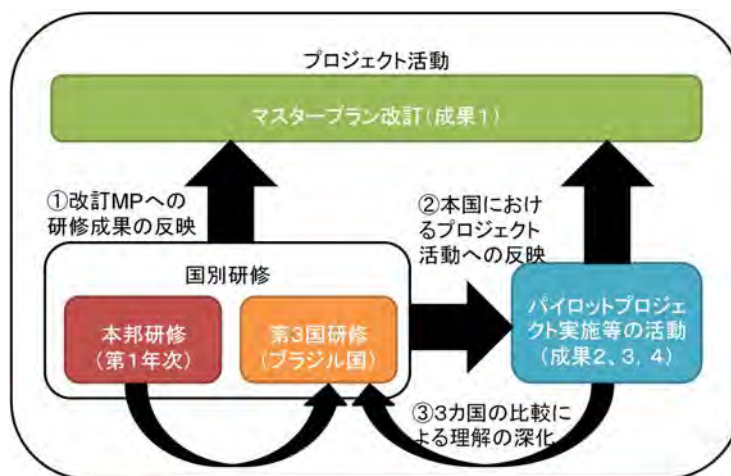 プロジェクト活動
マスタープラン改訂(成果1)
①改訂MPへの
研修成果の反映
②本国におけ
るプロジェクト
活動への反映
国別研修
本邦研修
(第1年次)
第3国研修
(ブラジル国)
パイロットプロジェ
クト実施等の活動
(成果2、3、4)
③3カ国の比較に
よる理解の深化